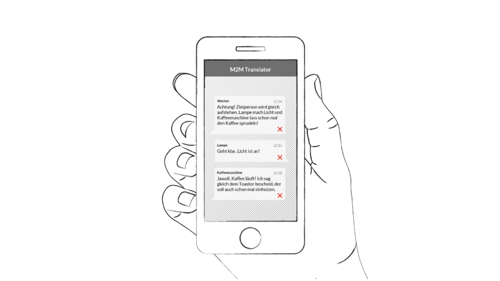 M2M Translator
Wecker
Achtung! Zielperson wird gleich
aufstehen. Lampe mach Licht und
Kaffeemaschine lass schon mal
den Kaffee sprudeln!
Lampe
Geht klar. Licht ist an!
Kaffeemaschine
Jawoll. Kaffee läuft! Ich sag
gleich dem Toaster bescheid, der
soll auch schon mal einheizen.